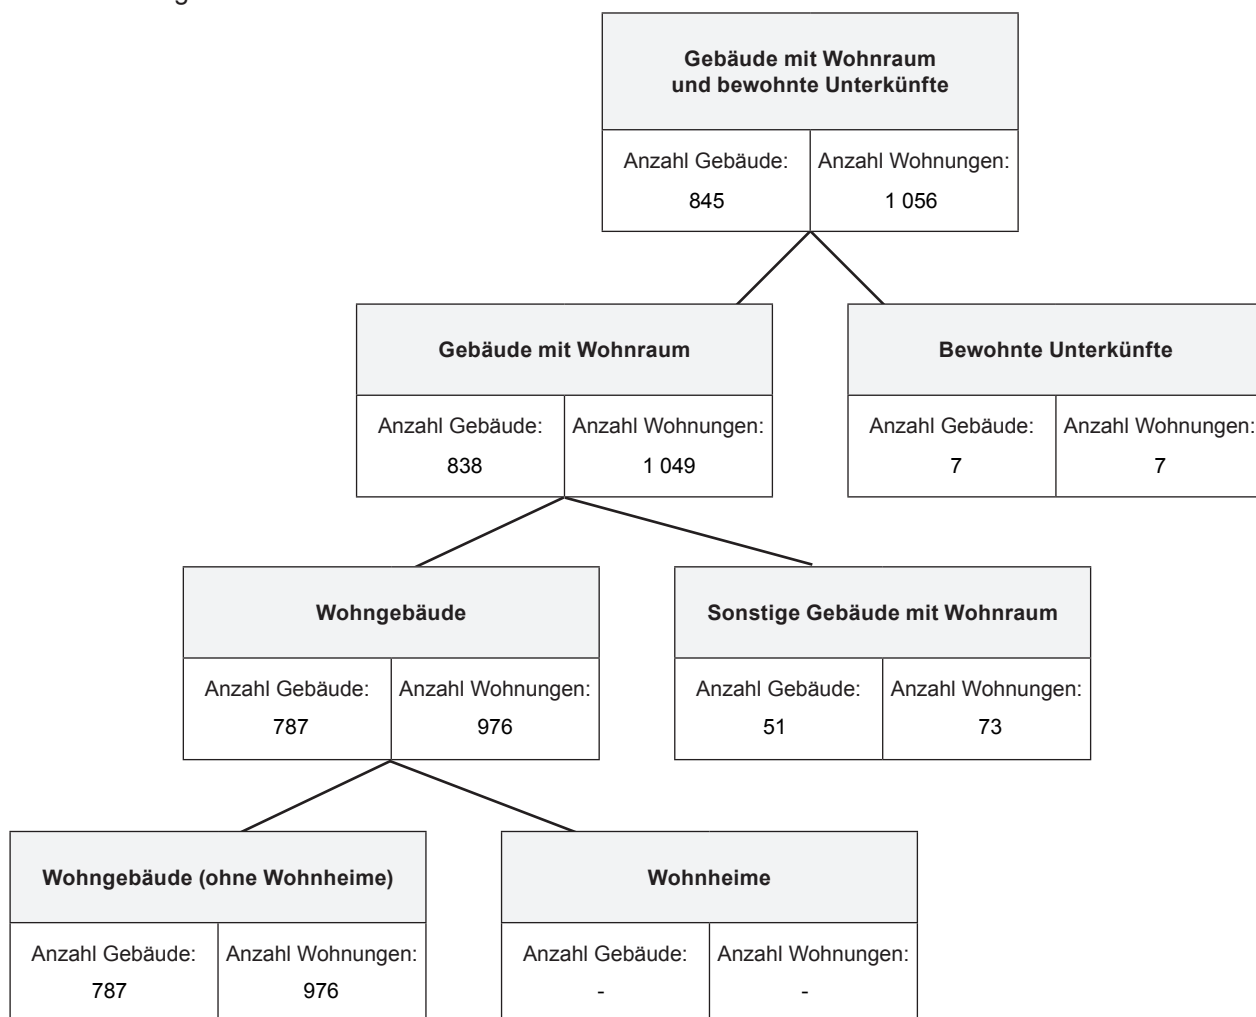 Gebäude mit Wohnraum
und bewohnte Unterkünfte
Anzahl Gebäude: Anzahl Wohnungen:
845 1 056
Gebäude mit Wohnraum Bewohnte Unterkünfte
Anzahl Gebäude: Anzahl Wohnungen: Anzahl Gebäude: Anzahl Wohnungen:
838 1 049 7 7
Wohngebäude Sonstige Gebäude mit Wohnraum
Anzahl Gebäude: Anzahl Wohnungen: Anzahl Gebäude: Anzahl Wohnungen:
787 976 51 73
Wohngebäude (ohne Wohnheime) Wohnheime
Anzahl Gebäude: Anzahl Wohnungen: Anzahl Gebäude: Anzahl Wohnungen:
787 976 - -